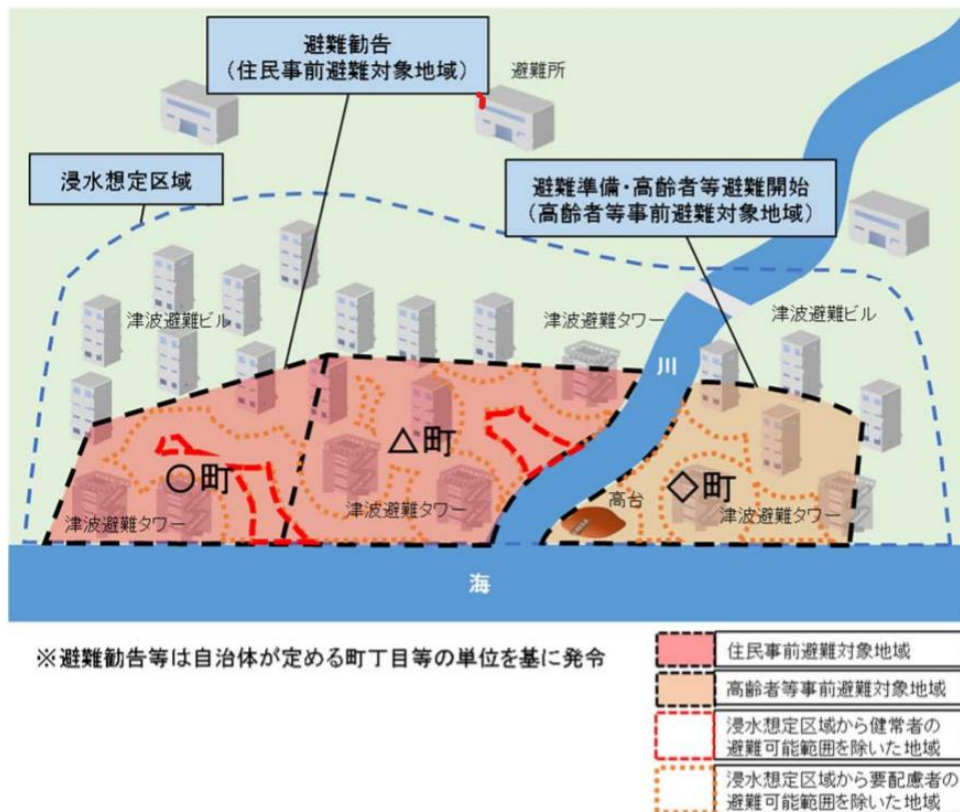 避難勧告
(住民事前避難対象地域)
避難所
浸水想定区域
避難準備・高齢者等避難開始
(高齢者等事前避難対象地域)
津波避難ビル
津波避難タワー
津波避難ビル
川
△町
○町
◇町
高台
津波避難タワー
津波避難タワー
津波避難タワー
海
※避難勧告等は自治体が定める町丁目等の単位を基に発令
住民事前避難対象地域
高齢者等事前避難対象地域
浸水想定区域から健常者の
避難可能範囲を除いた地域
浸水想定区域から要配慮者の
避難可能範囲を除いた地域